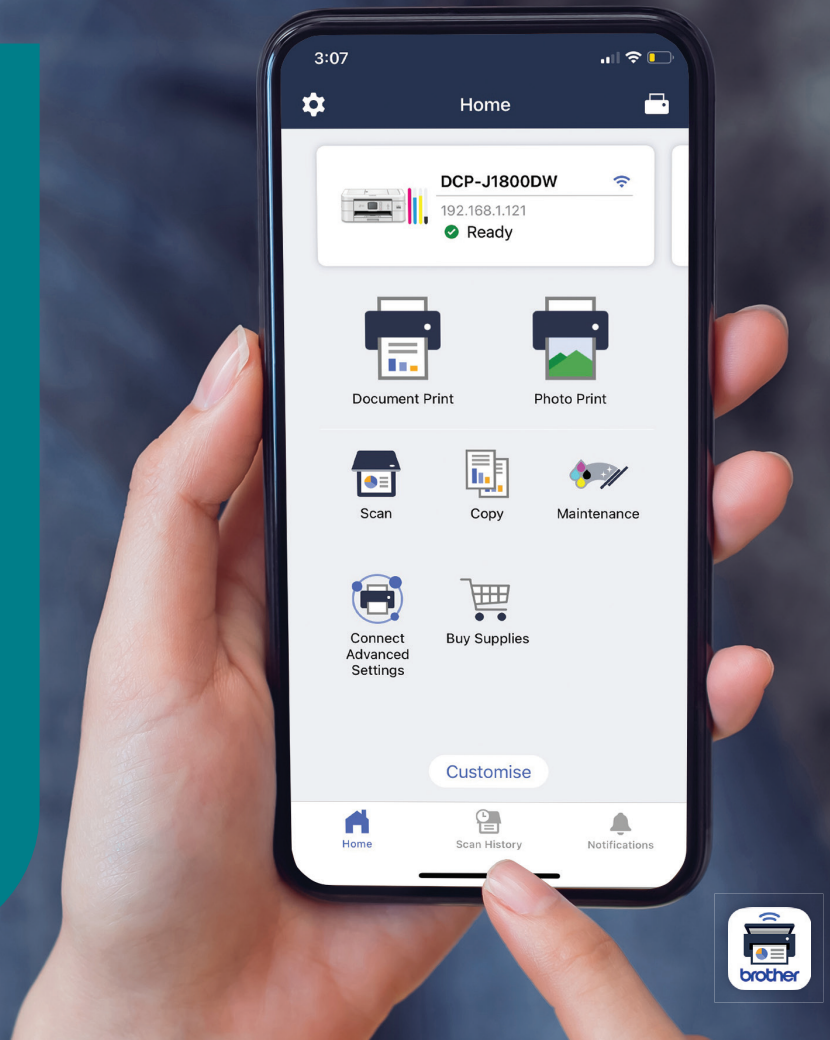 3:07
Home
DCP-J1800DW
192.168.1.121
Ready
Document Print
Photo Print
Scan
Copy
Maintenance
Connect
Advanced
Settings
Buy Supplies
Customise
Home
Scan History
Notifications
brother